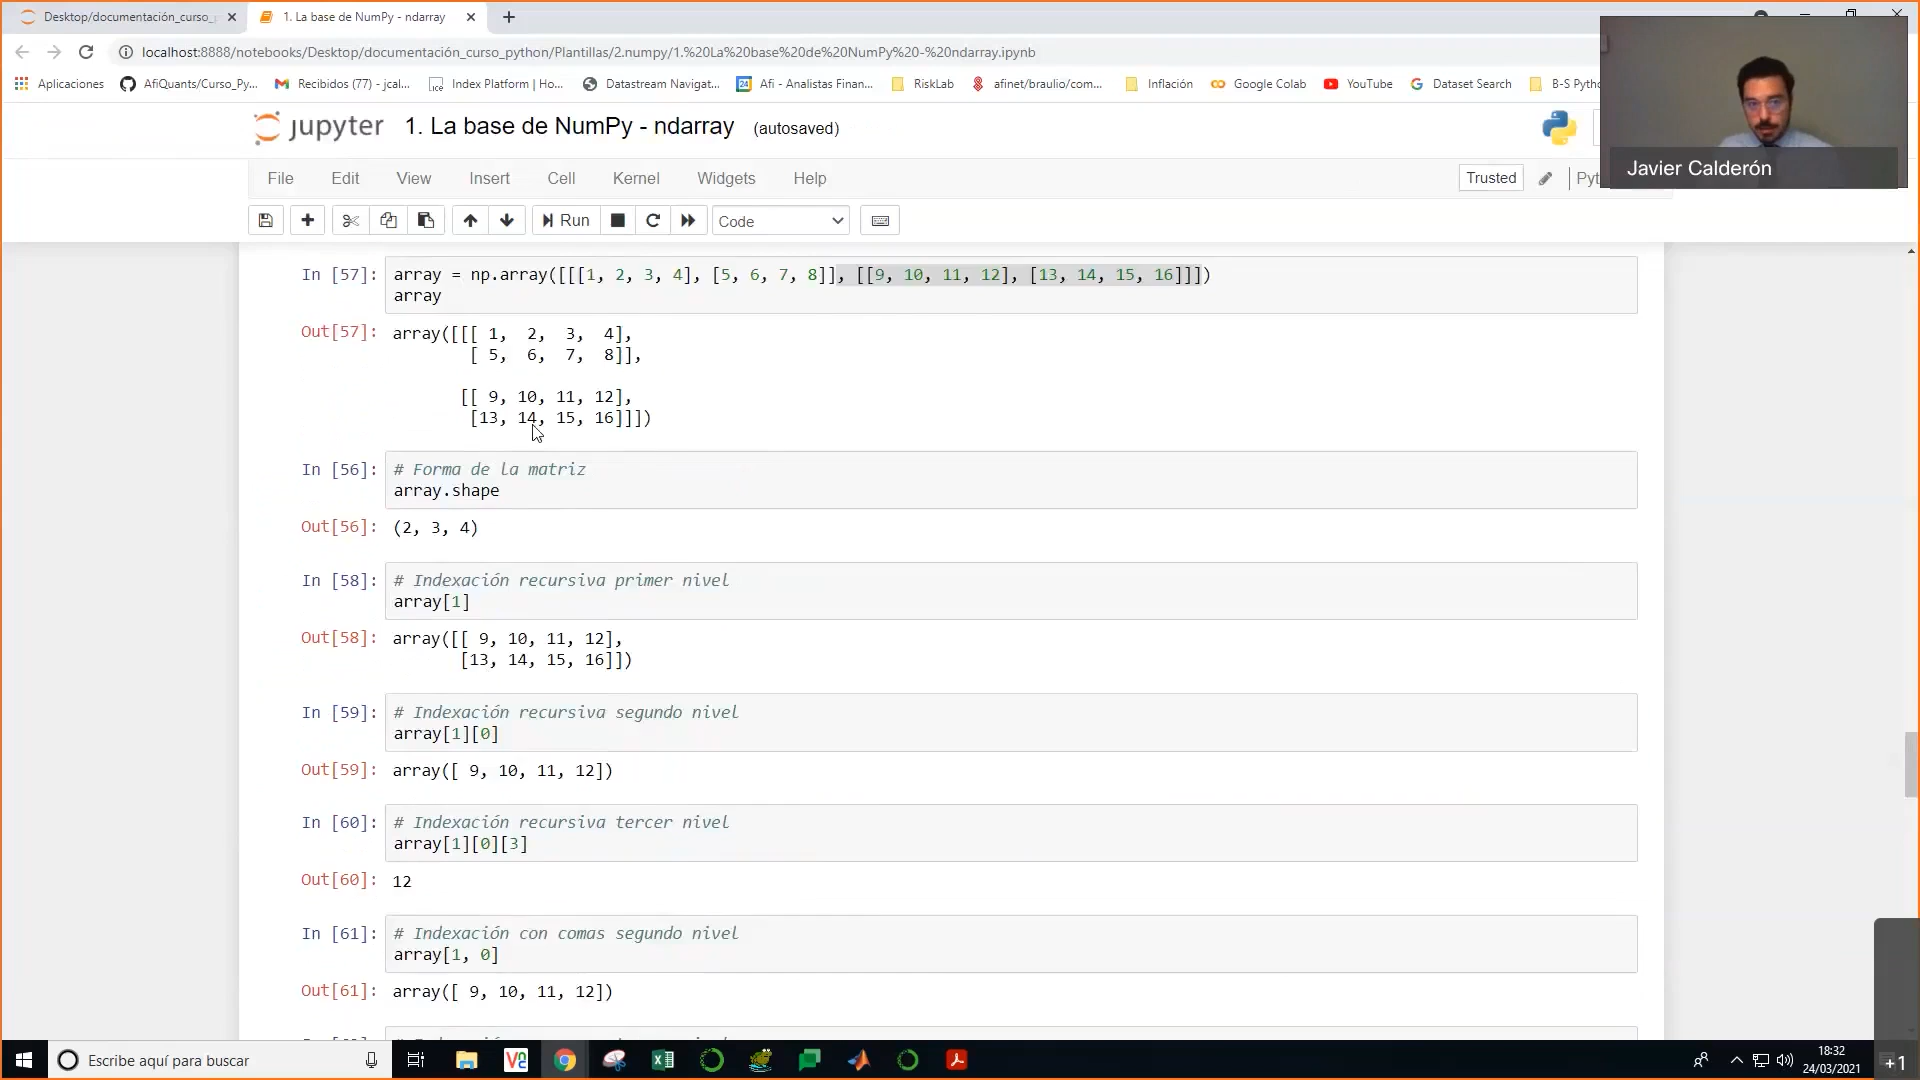 Desktop/documentación_curso_p
1. La base de NumPy - ndarray
localhost:8888/notebooks/Desktop/documentación_curso_python/Plantillas/2.numpy/1.%20La%20base%20de%20NumPy%20-%20ndarray.ipynb
Aplicaciones
AfiQuants/Curso_Py...
Recibidos (77) - jcal...
Index Platform | Ho...
Datastream Navigat...
Afi - Analistas Finan...
RiskLab
afinet/braulio/com...
Inflación
Google Colab
YouTube
Dataset Search
B-S Pytho
jupyter 1. La base de NumPy - ndarray (autosaved)
Javier Calderón
File Edit View Insert Cell Kernel Widgets Help
Trusted
Pyt
Run
Code
In [57]: array = np.array([[[1, 2, 3, 4], [5, 6, 7, 8]], [[9, 10, 11, 12], [13, 14, 15, 16]]])
array
Out[57]: array([[[ 1, 2, 3, 4],
[ 5, 6, 7, 8]],
[[ 9, 10, 11, 12],
[13, 14, 15, 16]]])
In [56]: # Forma de la matriz
array.shape
Out[56]: (2, 3, 4)
In [58]: # Indexación recursiva primer nivel
array[1]
Out[58]: array([[ 9, 10, 11, 12],
[13, 14, 15, 16]])
In [59]: # Indexación recursiva segundo nivel
array[1][0]
Out[59]: array([ 9, 10, 11, 12])
In [60]: # Indexación recursiva tercer nivel
array[1][0][3]
Out[60]: 12
In [61]: # Indexación con comas segundo nivel
array[1, 0]
Out[61]: array([ 9, 10, 11, 12])
Escribe aquí para buscar
18:32
24/03/2021
+1